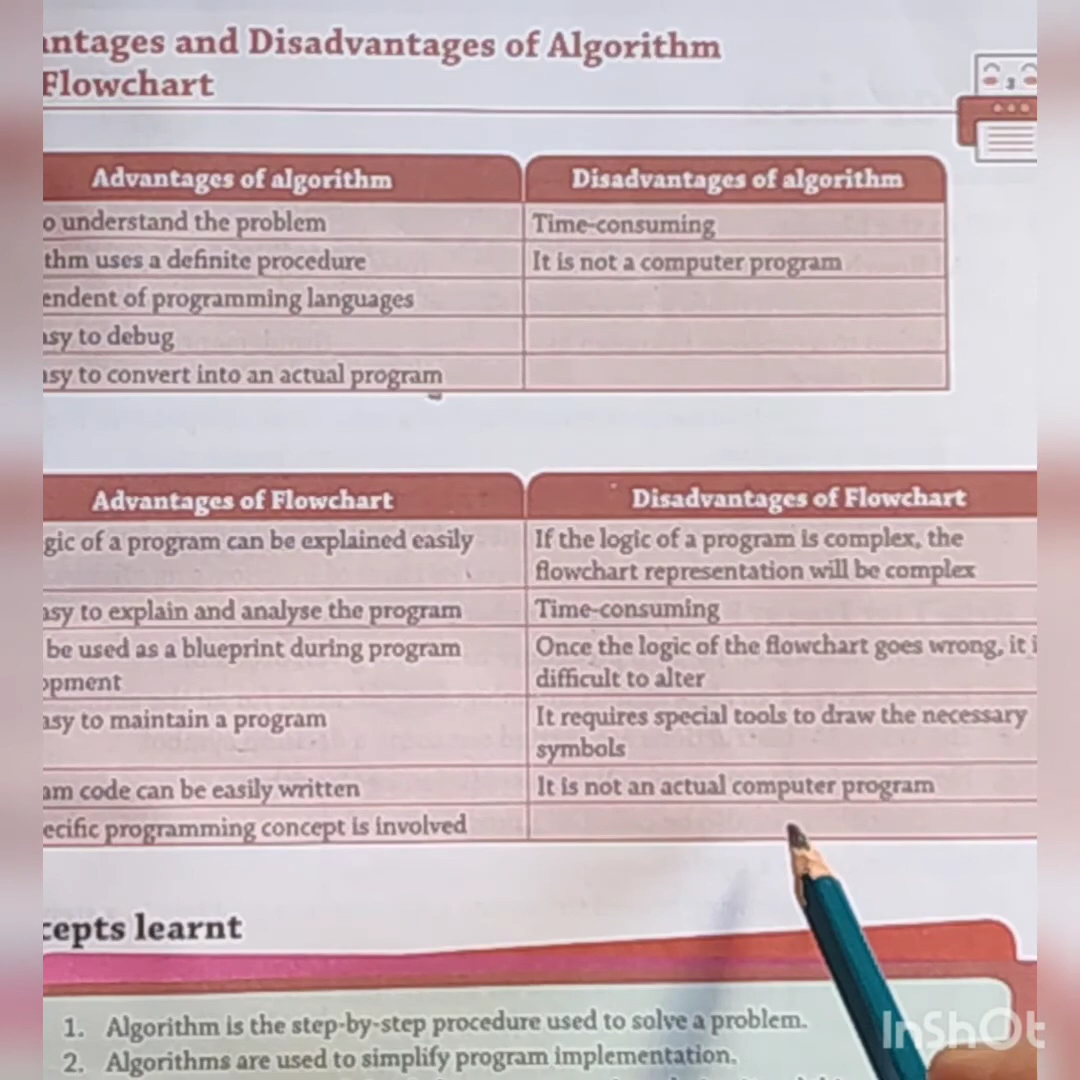 ntages and Disadvantages of Algorithm
Flowchart
Advantages of algorithm
Disadvantages of algorithm
o understand the problem
Time-consuming
thm uses a definite procedure
It is not a computer program
endent of programming languages
asy to debug
asy to convert into an actual program
Advantages of Flowchart
Disadvantages of Flowchart
gic of a program can be explained easily
If the logic of a program is complex, the
flowchart representation will be complex
asy to explain and analyse the program
Time-consuming
be used as a blueprint during program
opment
Once the logic of the flowchart goes wrong, it i
difficult to alter
asy to maintain a program
It requires special tools to draw the necessary
symbols
am code can be easily written
It is not an actual computer program
ecific programming concept is involved
cepts learnt
1. Algorithm is the step-by-step procedure used to solve a problem.
2. Algorithms are used to simplify program implementation.
InShOt